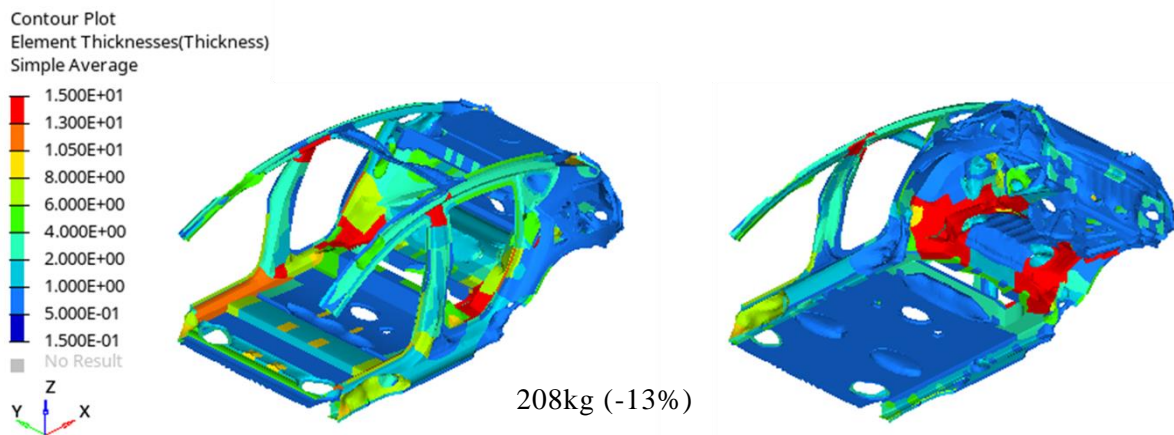 Contour Plot
Element Thicknesses(Thickness)
Simple Average
1.500E+01
1.300E+01
1.050E+01
8.000E+00
6.000E+00
4.000E+00
2.000E+00
1.000E+00
5.000E-01
1.500E-01
No Result
Z
Y
X
208kg (-13%)